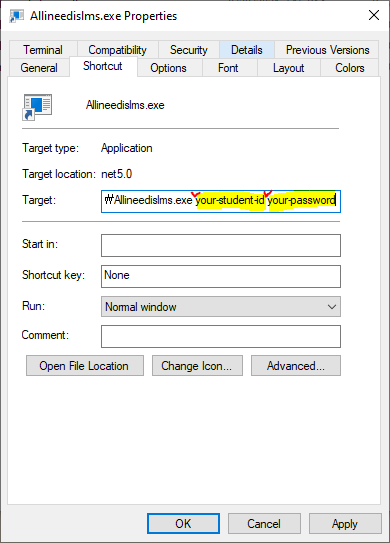 Allineedislms.exe Properties
Terminal Compatibility Security Details Previous Versions
General Shortcut Options Font Layout Colors
Allineedislms.exe
Target type: Application
Target location: net5.0
Target: ₩Allineedislms.exe your-student-id your-password
Start in:
Shortcut key: None
Run: Normal window
Comment:
Open File Location Change Icon... Advanced...
OK Cancel Apply